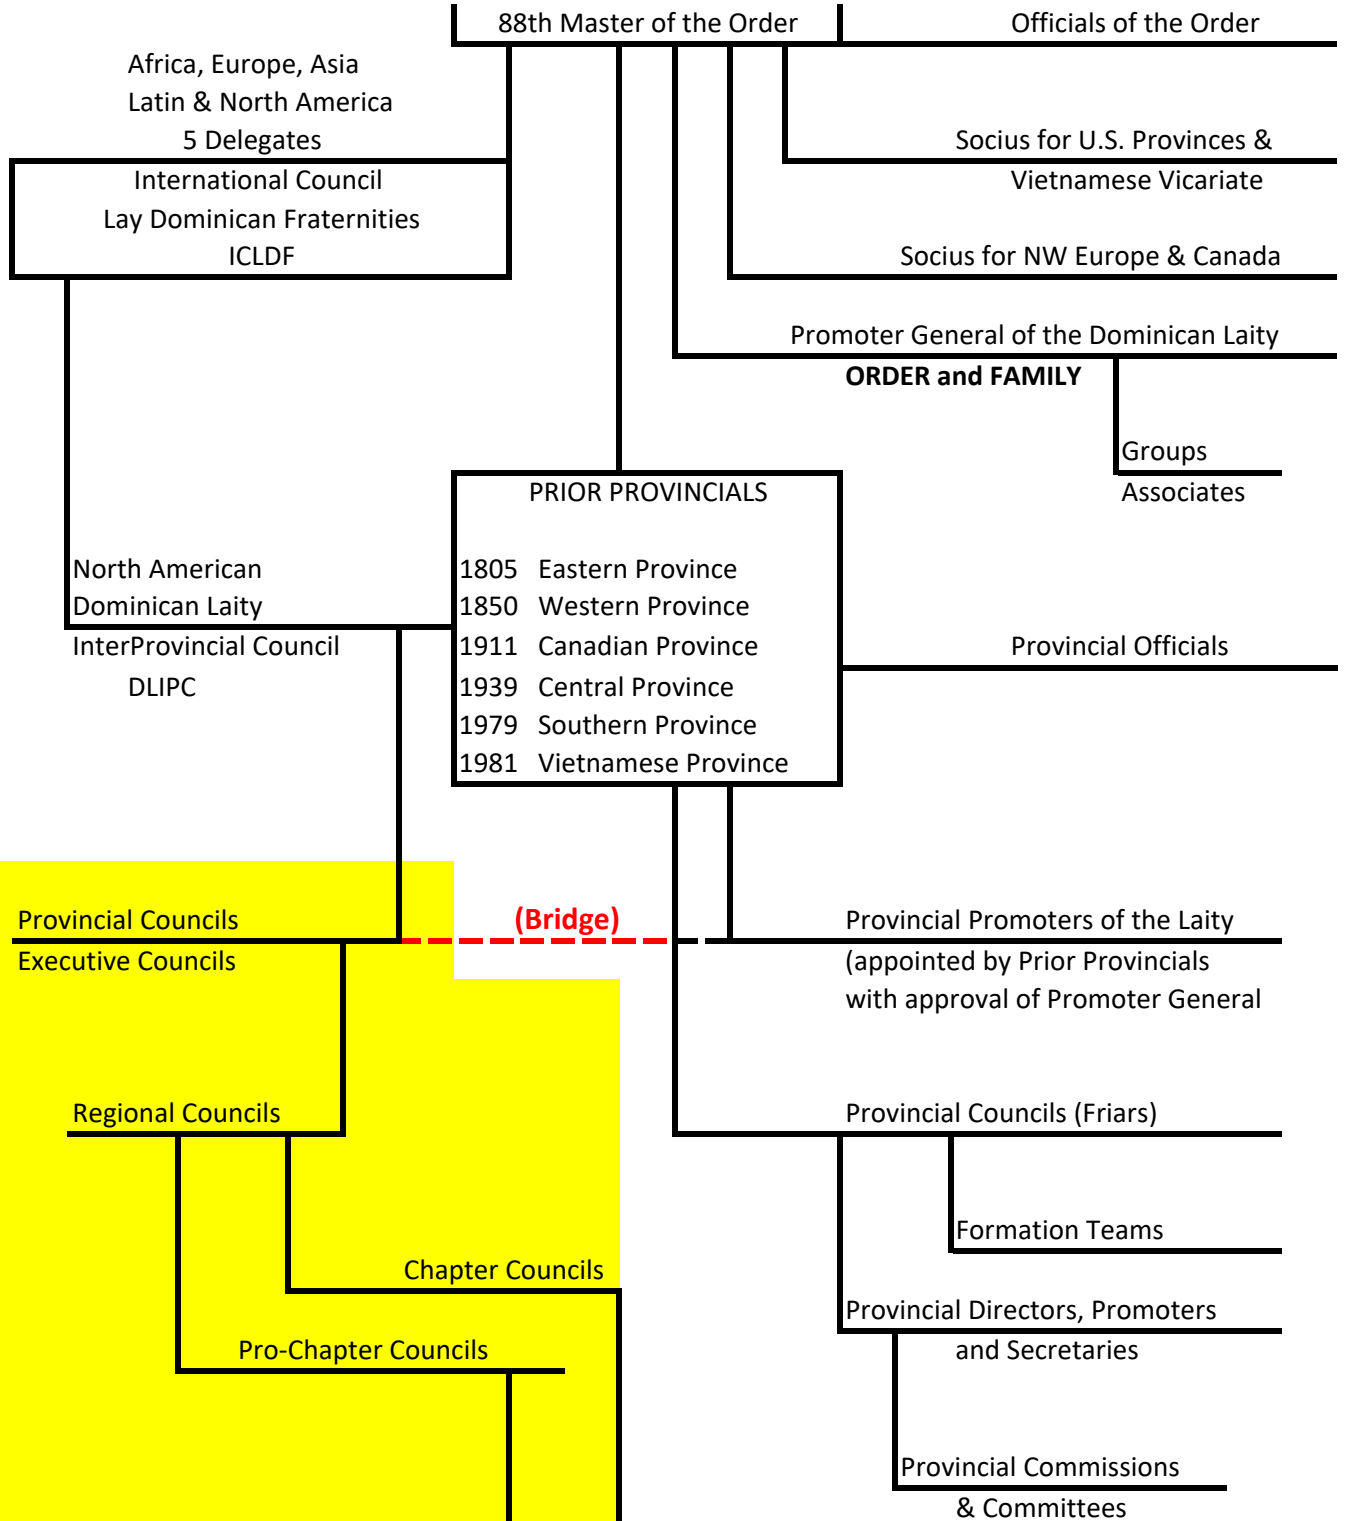 88th Master of the Order
Officials of the Order
Africa, Europe, Asia
Latin & North America
5 Delegates
Socius for U.S. Provinces &
International Council
Vietnamese Vicariate
Lay Dominican Fraternities
ICLDF
Socius for NW Europe & Canada
Promoter General of the Dominican Laity
ORDER and FAMILY
Groups
Associates
PRIOR PROVINCIALS
North American
Dominican Laity
InterProvincial Council
DLIPC
1805 Eastern Province
1850 Western Province
1911 Canadian Province
1939 Central Province
1979 Southern Province
1981 Vietnamese Province
Provincial Officials
Provincial Councils
Executive Councils
(Bridge)
Provincial Promoters of the Laity
(appointed by Prior Provincials
with approval of Promoter General
Regional Councils
Provincial Councils (Friars)
Formation Teams
Chapter Councils
Provincial Directors, Promoters
and Secretaries
Pro-Chapter Councils
Provincial Commissions
& Committees